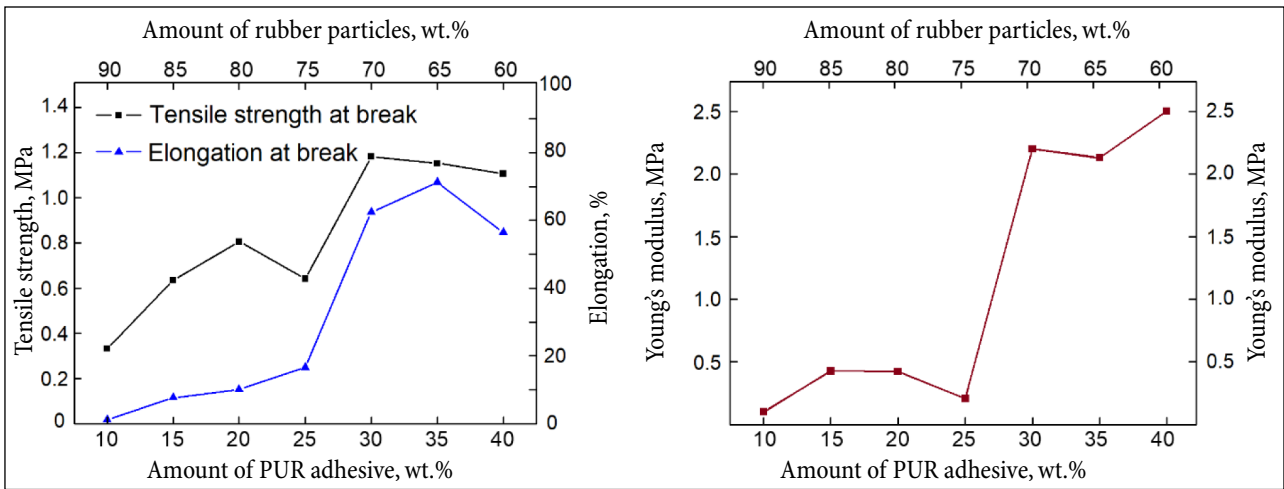 Amount of rubber particles, wt.%
90 85 80 75 70 65 60
Tensile strength, MPa
1.4
1.2
1.0
0.8
0.6
0.4
0.2
0
Tensile strength at break
Elongation at break
100
80
60
40
20
0
Elongation, %
10 15 20 25 30 35 40
Amount of PUR adhesive, wt.%
Amount of rubber particles, wt.%
90 85 80 75 70 65 60
Young's modulus, MPa
2.5
2.0
1.5
1.0
0.5
2.5
2.0
1.5
1.0
0.5
Young's modulus, MPa
10 15 20 25 30 35 40
Amount of PUR adhesive, wt.%